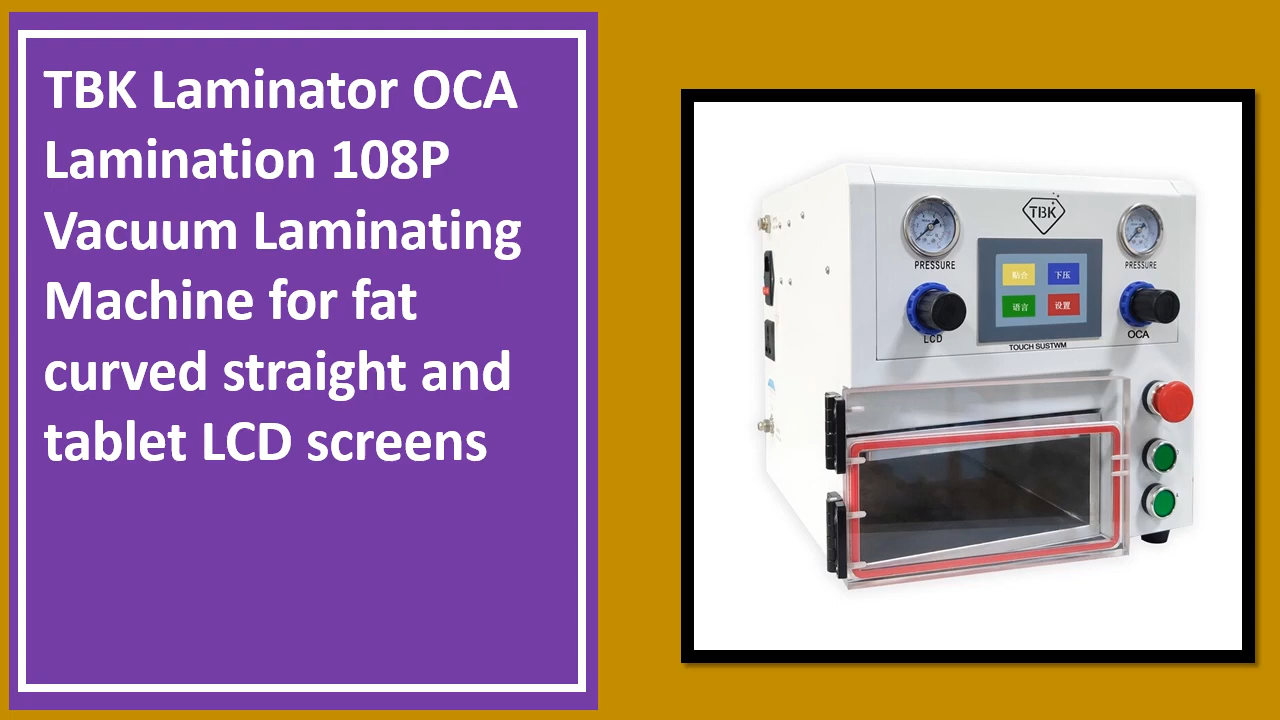 TBK Laminator OCA
Lamination 108P
Vacuum Laminating
Machine for fat
curved straight and
tablet LCD screens
TBK
PRESSURE
PRESSURE
贴合
下压
语言
设置
LCD
OCA
TOUCH SUSTWM